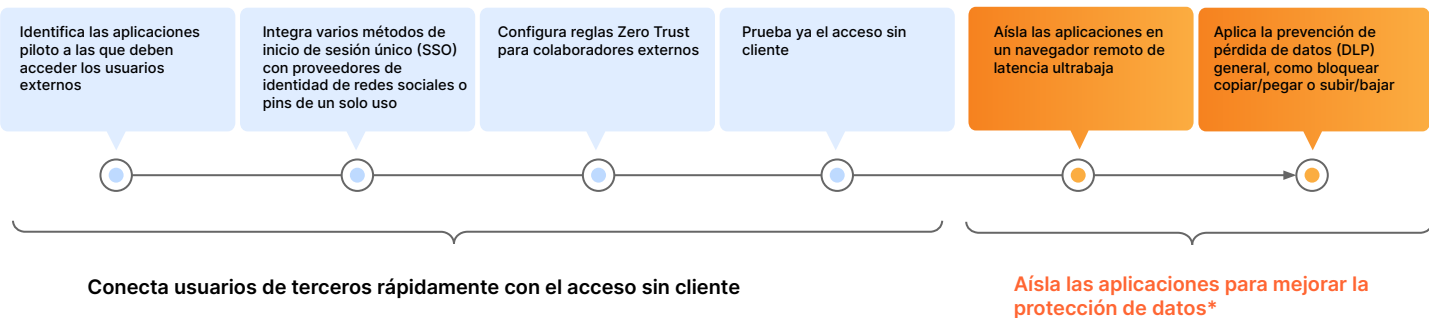 Identifica las aplicaciones
piloto a las que deben
acceder los usuarios
externos
Integra varios métodos de
inicio de sesión único (SSO)
con proveedores de
identidad de redes sociales o
pins de un solo uso
Configura reglas Zero Trust
para colaboradores externos
Prueba ya el acceso sin
cliente
Aísla las aplicaciones en
un navegador remoto de
latencia ultrabaja
Aplica la prevención de
pérdida de datos (DLP)
general, como bloquear
copiar/pegar o subir/bajar
Conecta usuarios de terceros rápidamente con el acceso sin cliente
Aísla las aplicaciones para mejorar la
protección de datos*